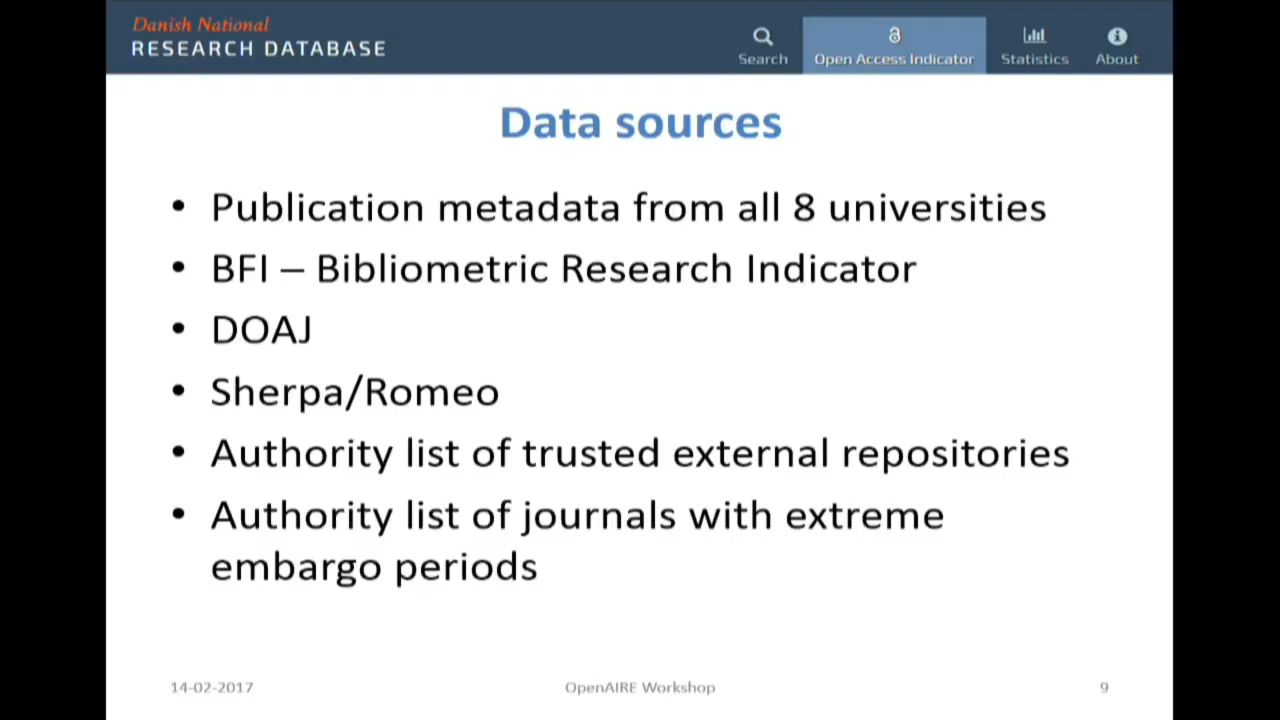 Danish National
RESEARCH DATABASE
Search
Open Access Indicator
Statistics
About
Data sources
• Publication metadata from all 8 universities
• BFI – Bibliometric Research Indicator
• DOAJ
• Sherpa/Romeo
• Authority list of trusted external repositories
• Authority list of journals with extreme
embargo periods
14-02-2017
OpenAIRE Workshop
9